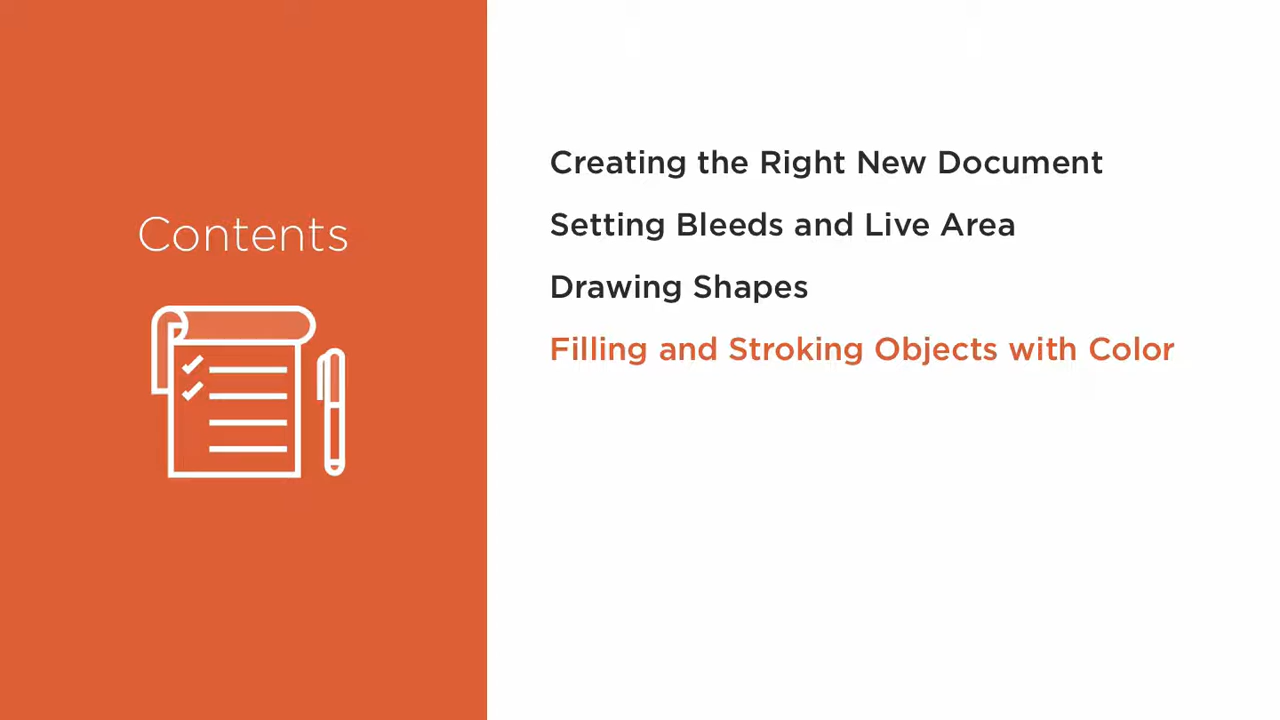 Contents
Creating the Right New Document
Setting Bleeds and Live Area
Drawing Shapes
Filling and Stroking Objects with Color